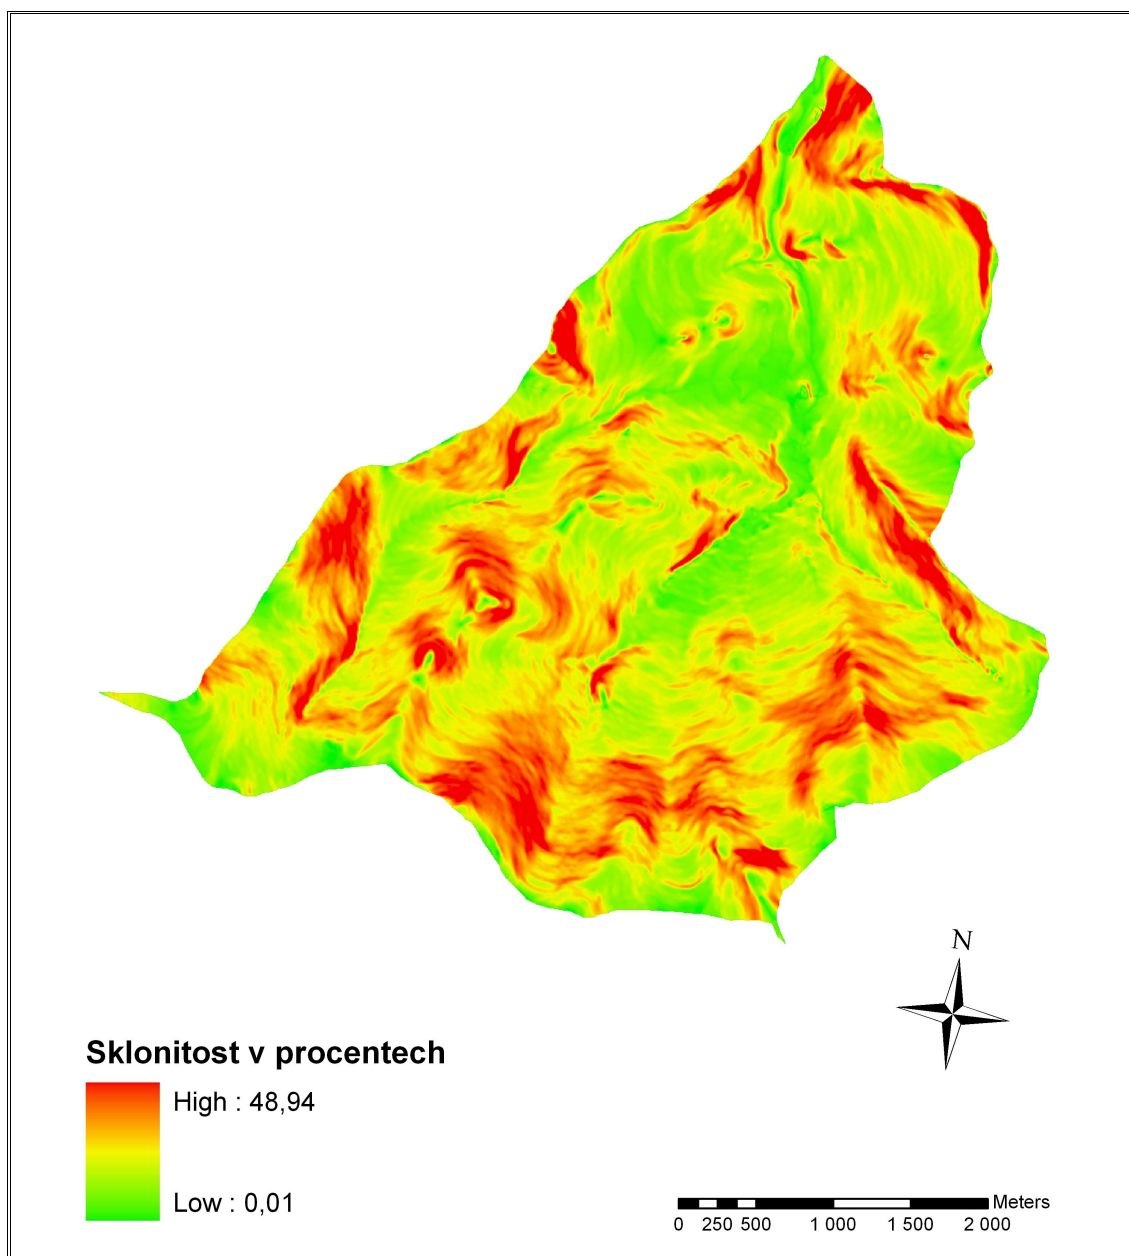 N
Sklonitost v procentech
High : 48,94
Low : 0,01
Meters
0 250 500 1 000 1 500 2 000